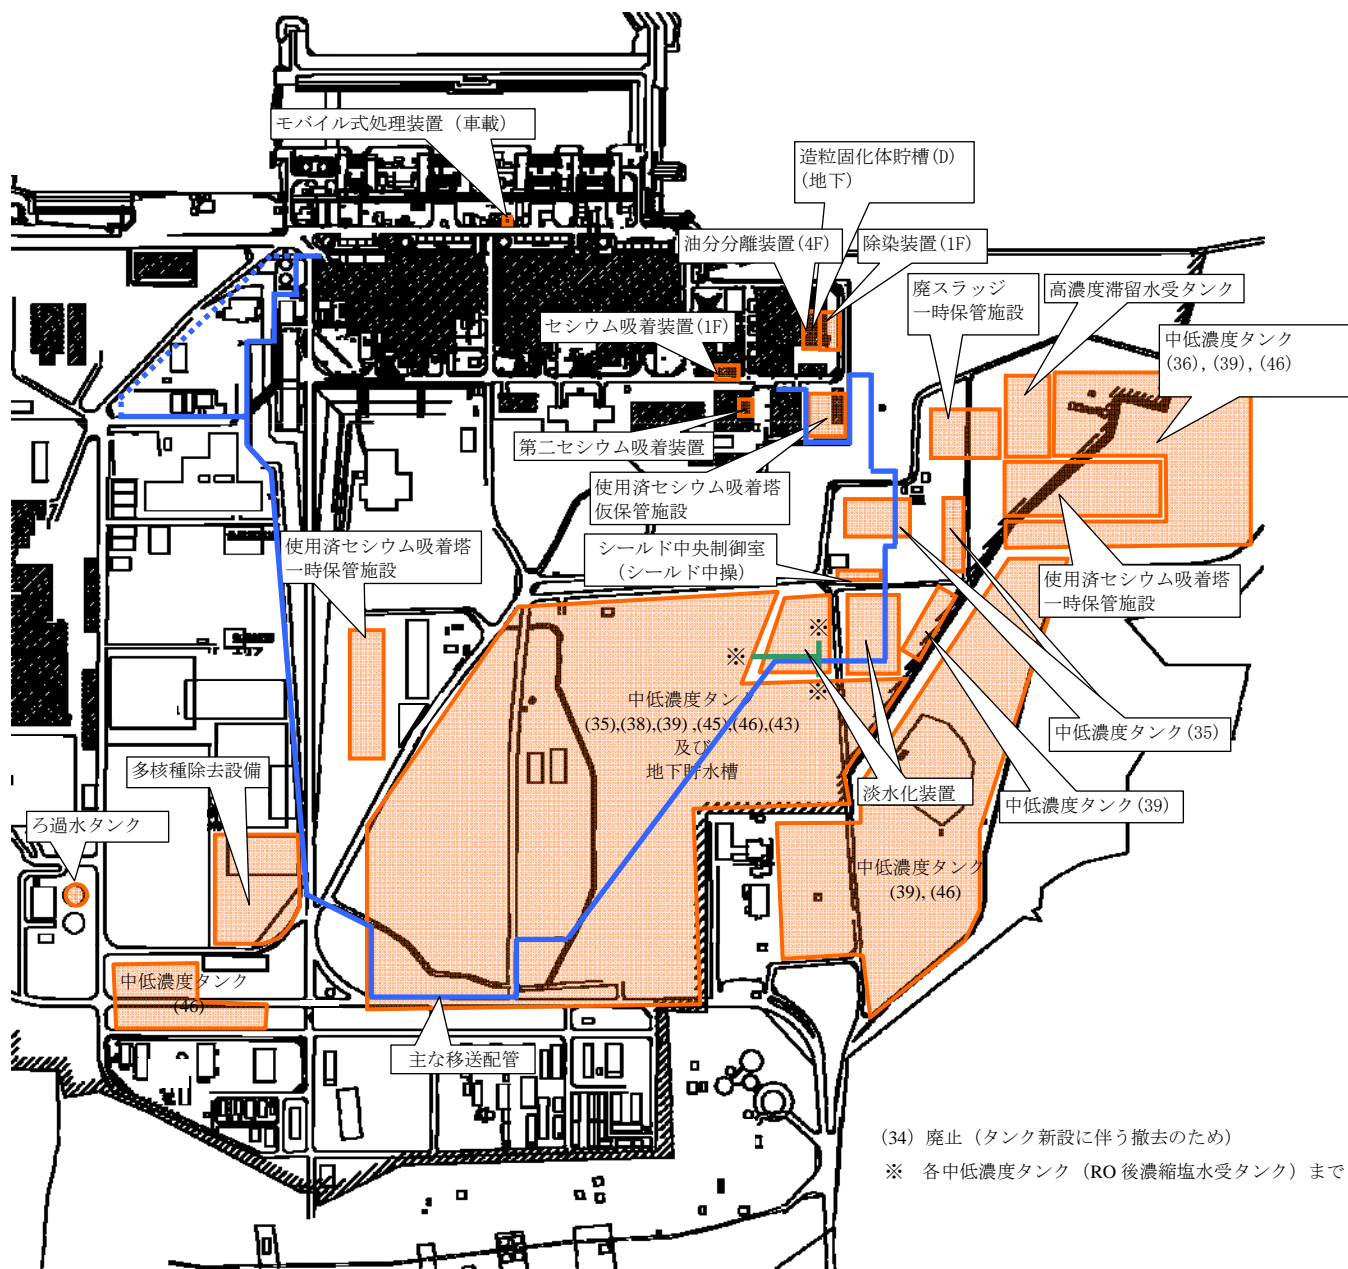 モバイル式処理装置（車載）
造粒固化体貯槽(D)
(地下)
油分分離装置(4F)
除染装置(1F)
廃スラッジ
一時保管施設
高濃度滞留水受タンク
セシウム吸着装置(1F)
中低濃度タンク
(36), (39), (46)
第二セシウム吸着装置
使用済セシウム吸着塔
仮保管施設
使用済セシウム吸着塔
一時保管施設
シールド中央制御室
(シールド中操)
使用済セシウム吸着塔
一時保管施設
※
※
※
中低濃度タンク
(35),(38),(39) ,(45),(46),(43)
及び
地下貯水槽
中低濃度タンク(35)
多核種除去設備
淡水化装置
中低濃度タンク(39)
ろ過水タンク
中低濃度タンク
(39), (46)
中低濃度タンク
(46)
主な移送配管
(34) 廃止（タンク新設に伴う撤去のため）
※ 各中低濃度タンク（RO 後濃縮塩水受タンク）まで